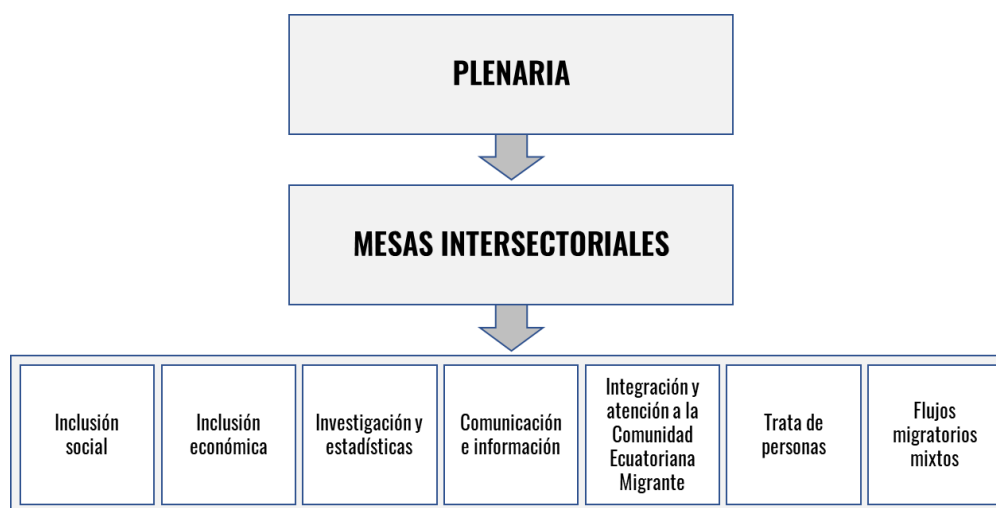 PLENARIA
MESAS INTERSECTORIALES
Inclusión
social
Inclusión
económica
Investigación y
estadísticas
Comunicación
e información
Integración y
atención a la
Comunidad
Ecuatoriana
Migrante
Trata de
personas
Flujos
migratorios
mixtos